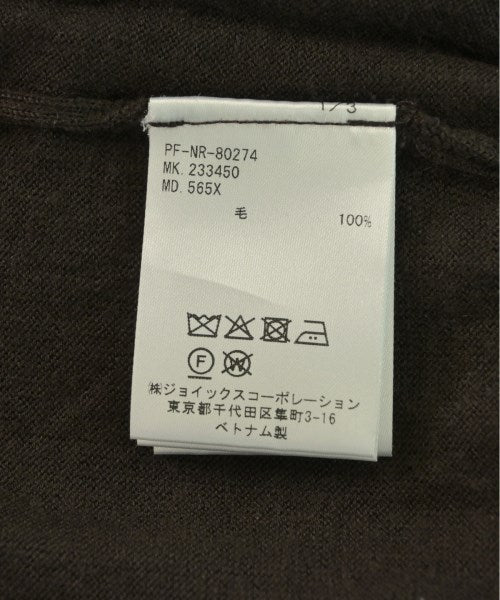 1/3
PF-NR-80274
MK. 233450
MD. 565X
毛 100%
F W
㈱ジョイックスコーポレーション
東京都千代田区隼町3-16
ベトナム製